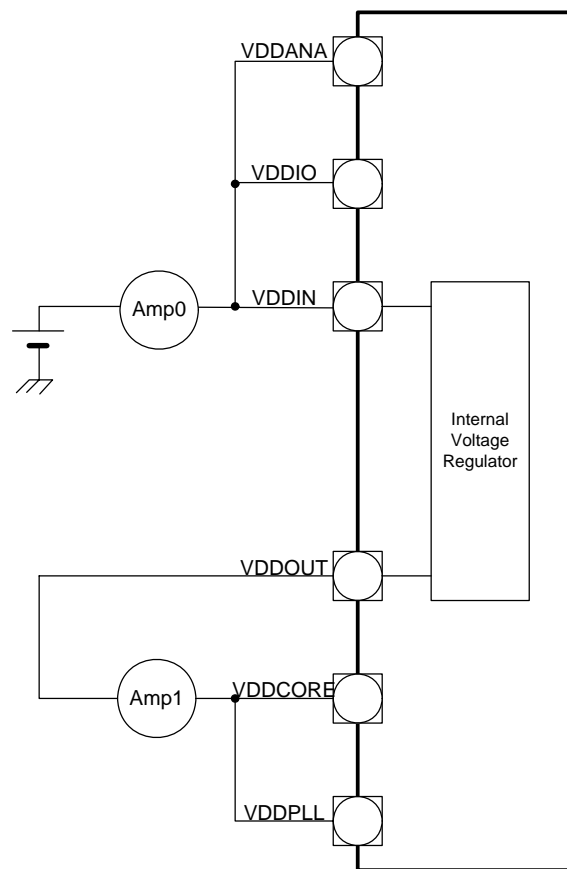 VDDANA
VDDIO
VDDIN
Amp0
Internal
Voltage
Regulator
VDDOUT
Amp1
VDDCORE
VDDPLL